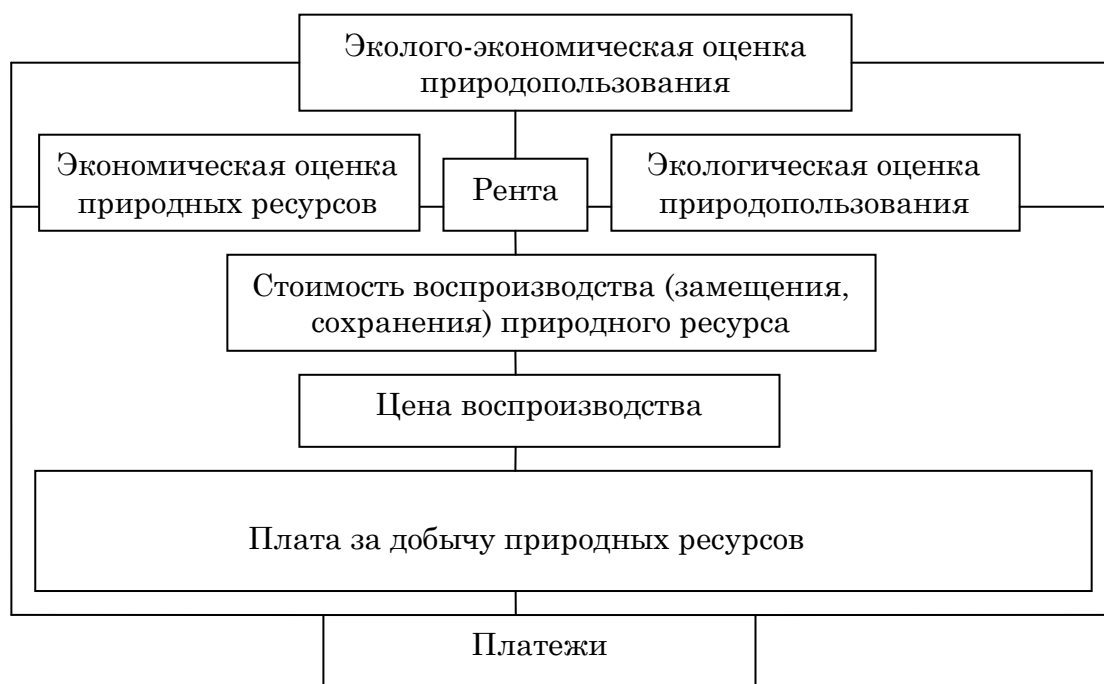 Эколого-экономическая оценка
природопользования
Экономическая оценка
природных ресурсов
Рента
Экологическая оценка
природопользования
Стоимость воспроизводства (замещения,
сохранения) природного ресурса
Цена воспроизводства
Плата за добычу природных ресурсов
Платежи